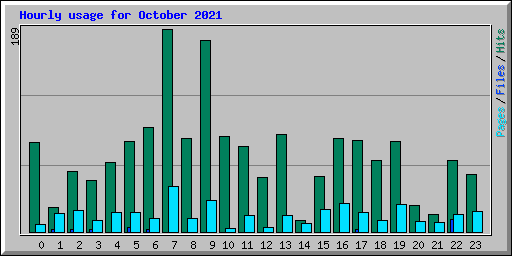 Hourly usage for October 2021
189
Pages / Files / Hits
0 1 2 3 4 5 6 7 8 9 10 11 12 13 14 15 16 17 18 19 20 21 22 23